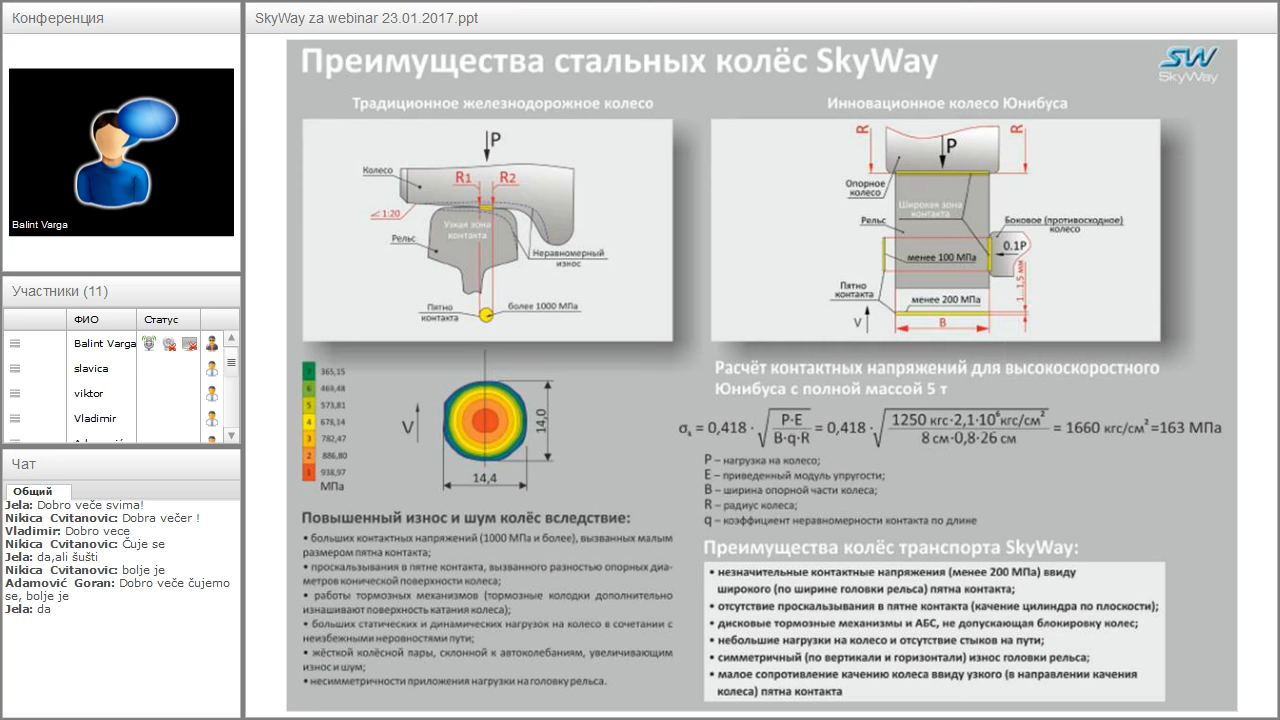 Конференция
Balint Varga
Участники (11)
ФИО Статус
Balint Varga
slavica
viktor
Vladimir
Чат
Общий
Jela: Dobro veče svima!
Nikica Cvitanovic: Dobra večer !
Vladimir: Dobro vece
Nikica Cvitanovic: Čuje se
Jela: da,ali šušti
Nikica Cvitanovic: bolje je
Adamović Goran: Dobro veče čujemo
se, bolje je
Jela: da
SkyWay za webinar 23.01.2017.ppt
Преимущества стальных колёс SkyWay
SW
SkyWay
Традиционное железнодорожное колесо
P
Колесо
R1
R2
∠1:20
Узкая зона
контакта
Рельс
Неравномерный
износ
Пятно
контакта
более 1000 МПа
Инновационное колесо Юнибуса
R
P
R
Опорное
колесо
Широкая зона
контакта
Рельс
Боковое (противосходное)
колесо
0.1P
менее 100 МПа
1...1,5 мм
Пятно
контакта
менее 200 МПа
V
B
7 365,15
6 469,48
5 573,81
4 678,14
3 782,47
2 886,80
1 938,97
МПа
V
14,0
14,4
Повышенный износ и шум колёс вследствие:
• больших контактных напряжений (1000 МПа и более), вызванных малым
размером пятна контакта;
• проскальзывания в пятне контакта, вызванного разностью опорных диа-
метров конической поверхности колеса;
• работы тормозных механизмов (тормозные колодки дополнительно
изнашивают поверхность катания колеса);
• больших статических и динамических нагрузок на колесо в сочетании с
неизбежными неровностями пути;
• жёсткой колёсной пары, склонной к автоколебаниям, увеличивающим
износ и шум;
• несимметричности приложения нагрузки на головку рельса.
Расчёт контактных напряжений для высокоскоростного
Юнибуса с полной массой 5 т
σк = 0,418 · √(P·E / B·q·R) = 0,418 · √(1250 кгс·2,1·10⁶кгс/см² / 8 см·0,8·26 см) = 1660 кгс/см²=163 МПа
P – нагрузка на колесо;
E – приведенный модуль упругости;
B – ширина опорной части колеса;
R – радиус колеса;
q – коэффициент неравномерности контакта по длине
Преимущества колёс транспорта SkyWay:
• незначительные контактные напряжения (менее 200 МПа) ввиду
широкого (по ширине головки рельса) пятна контакта;
• отсутствие проскальзывания в пятне контакта (качение цилиндра по плоскости);
• дисковые тормозные механизмы и АБС, не допускающая блокировку колес;
• небольшие нагрузки на колесо и отсутствие стыков на пути;
• симметричный (по вертикали и горизонтали) износ головки рельса;
• малое сопротивление качению колеса ввиду узкого (в направлении качения
колеса) пятна контакта